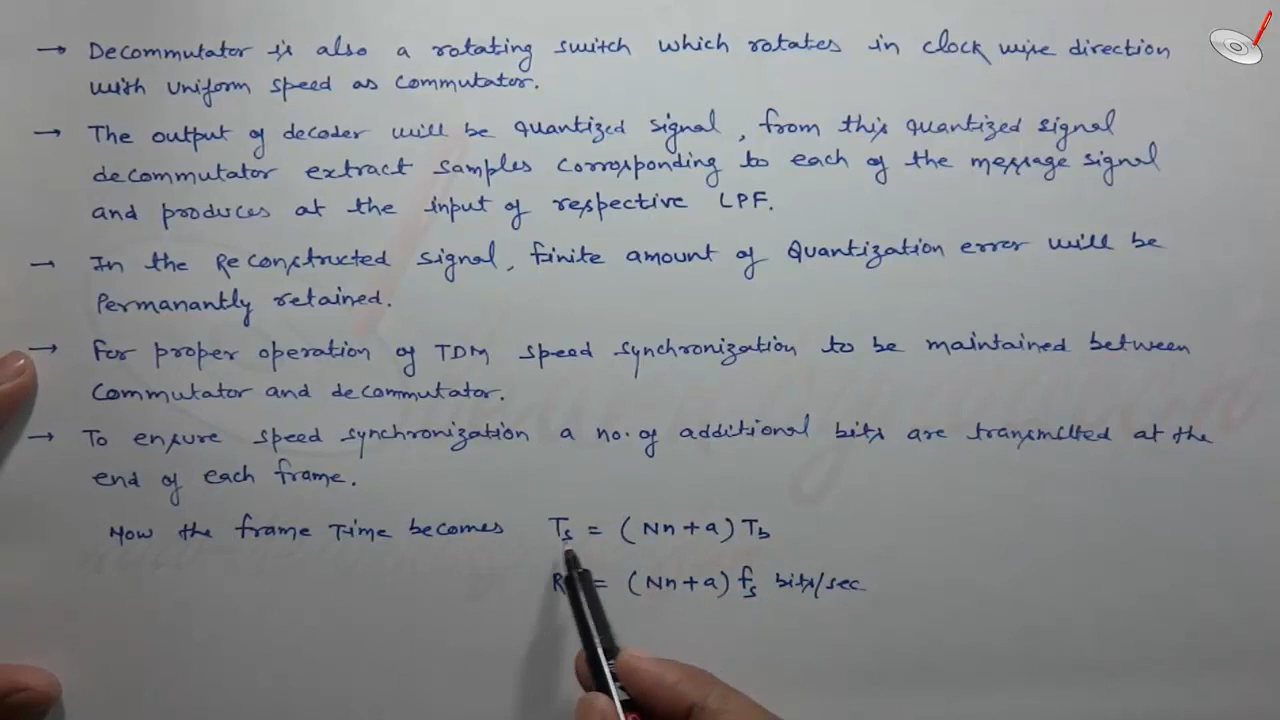 → Decommutator is also a rotating switch which rotates in clock wise direction
with uniform speed as commutator.
→ The output of decoder will be quantized signal, from this quantized signal
decommutator extract samples corrosponding to each of the message signal
and produces at the input of respective LPF.
→ In the Reconstructed signal, finite amount of Quantization error will be
Permanantly retained.
→ For proper operation of TDM speed synchronization to be maintained between
Commutator and decommutator.
→ To ensure speed synchronization a no. of additional bits are transmitted at the
end of each frame.
Now the frame Time becomes Ts = (Nn+a) Tb
R = (Nn+a) fs bits/sec